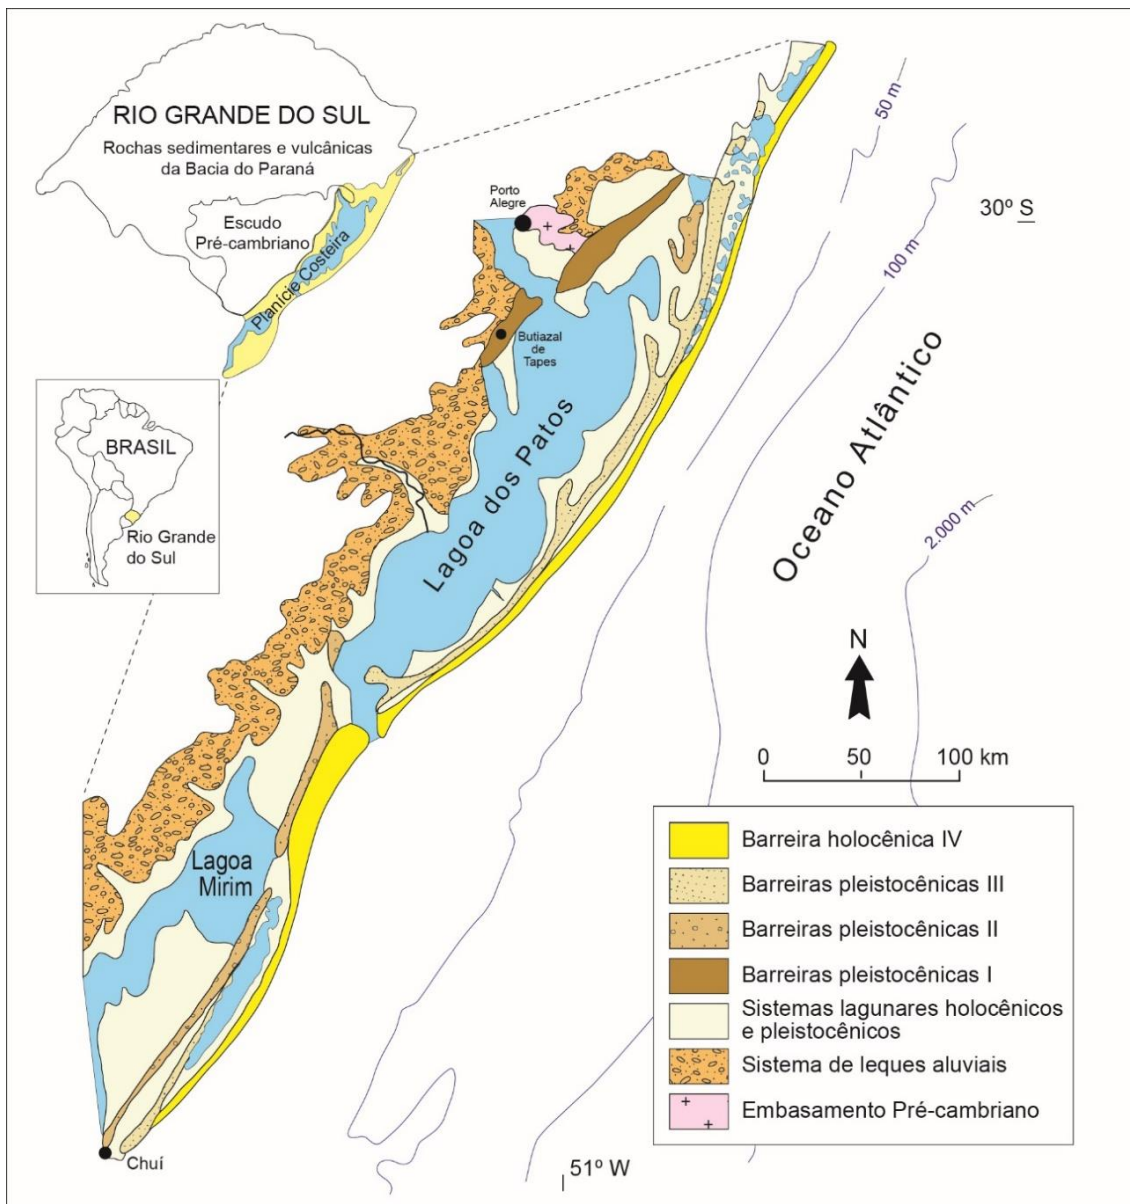 RIO GRANDE DO SUL
Rochas sedimentares e vulcânicas
da Bacia do Paraná
Escudo
Pré-cambriano
Planície Costeira
BRASIL
Rio Grande
do Sul
Porto
Alegre
Butiazal
de
Tapes
Lagoa dos Patos
Lagoa
Mirim
Chuí
50 m
100 m
2.000 m
30º S
Oceano Atlântico
N
0 50 100 km
Barreira holocênica IV
Barreiras pleistocênicas III
Barreiras pleistocênicas II
Barreiras pleistocênicas I
Sistemas lagunares holocênicos
e pleistocênicos
Sistema de leques aluviais
Embasamento Pré-cambriano
51º W